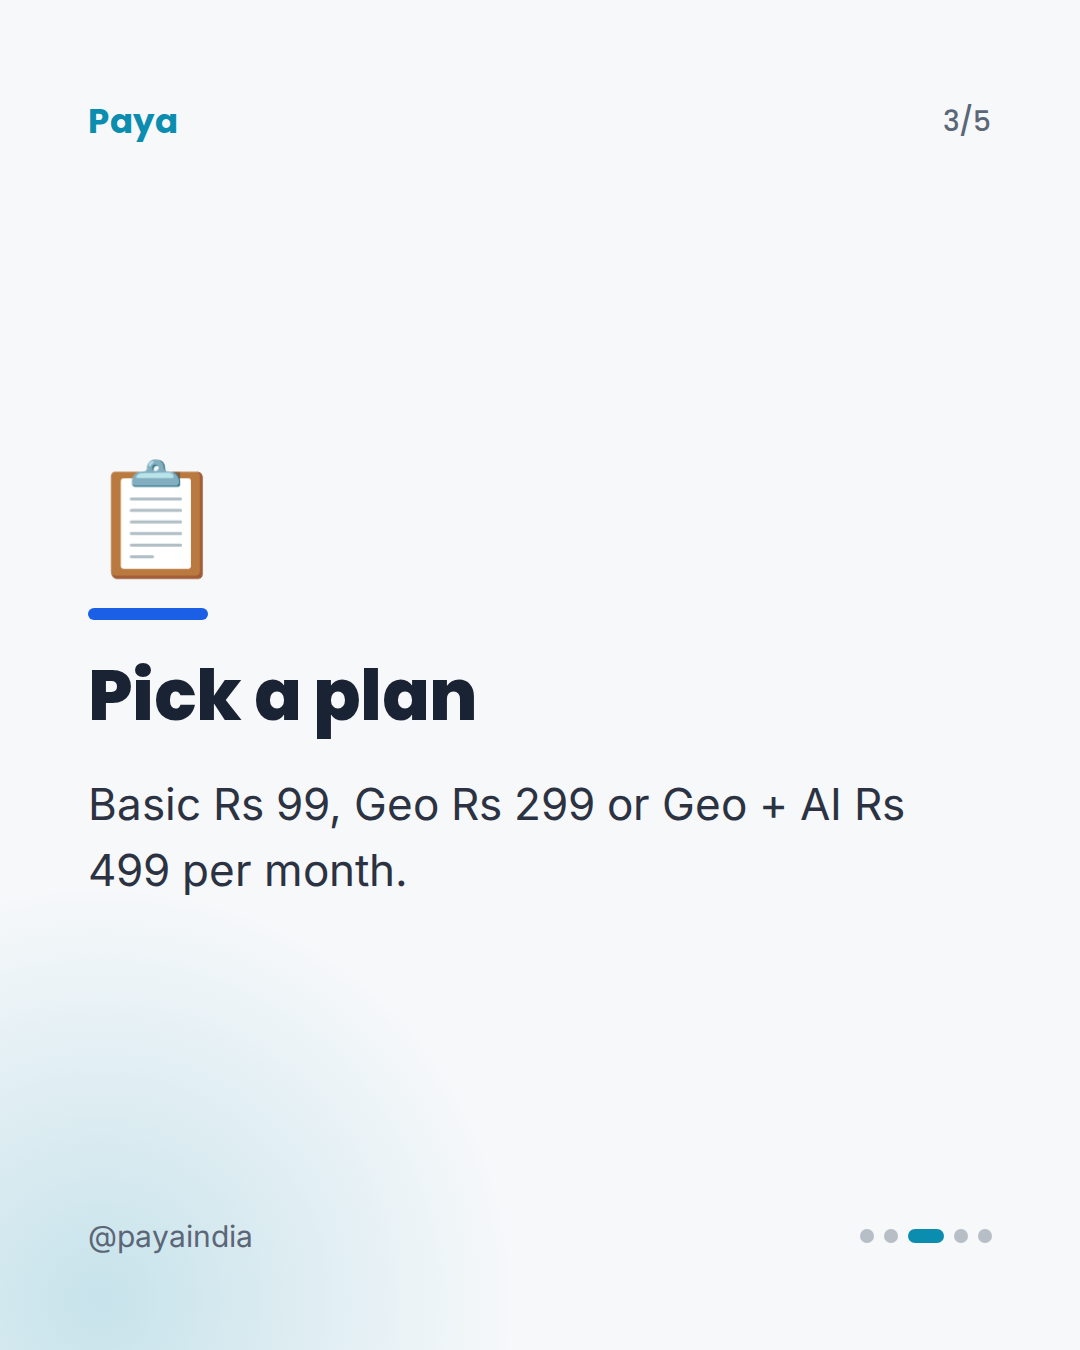 Paya
3/5
Pick a plan
Basic Rs 99, Geo Rs 299 or Geo + AI Rs
499 per month.
@payaindia